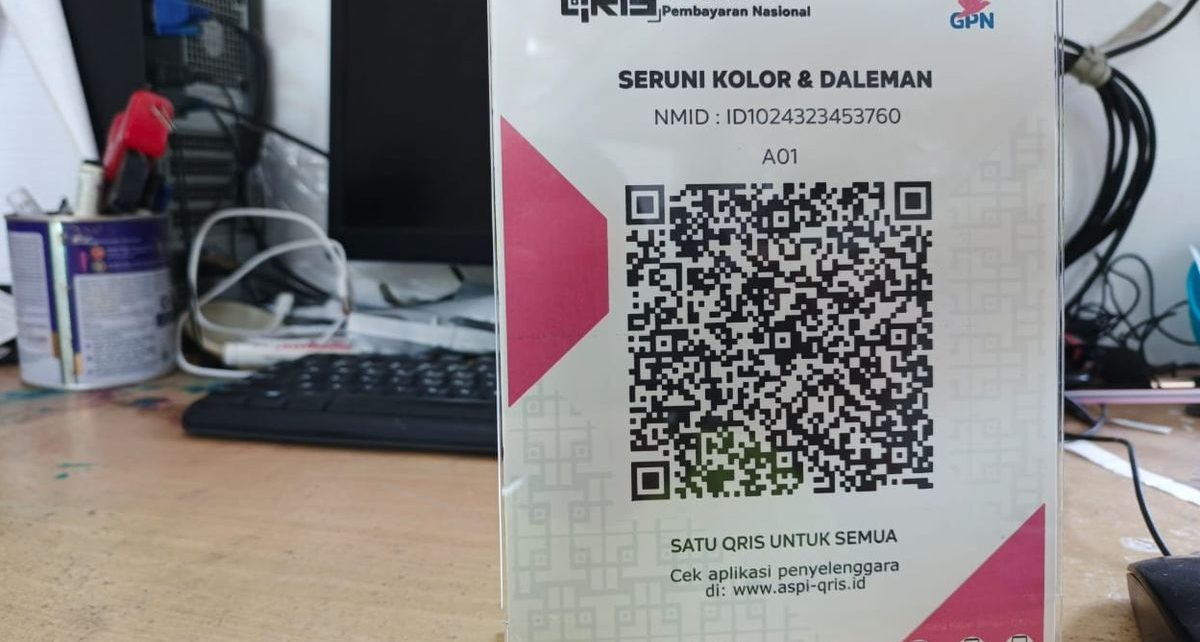 QRIS
Pembayaran Nasional
GPN
SERUNI KOLOR & DALEMAN
NMID : ID1024323453760
A01
SATU QRIS UNTUK SEMUA
Cek aplikasi penyelenggara
di: www.aspi-qris.id